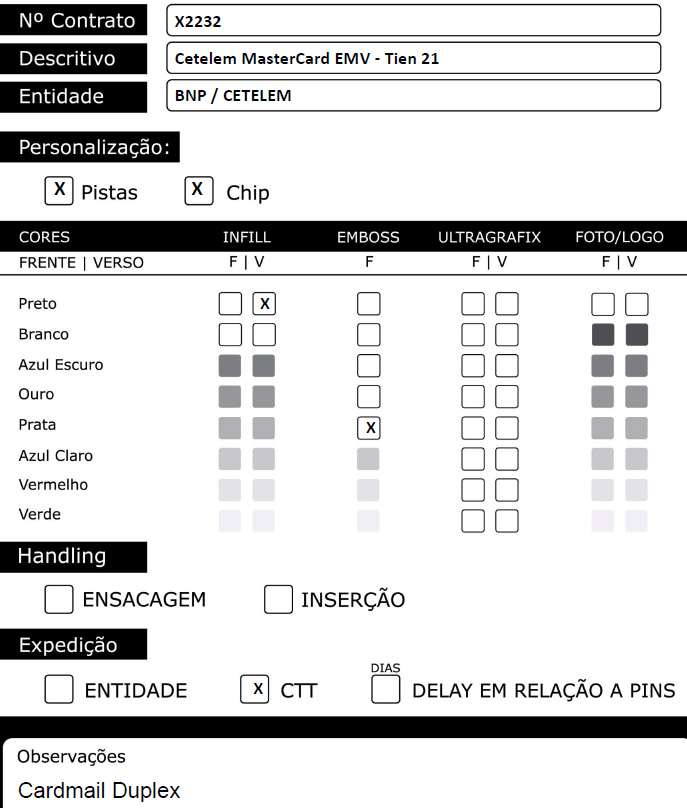 Nº Contrato X2232
Descritivo Cetelem MasterCard EMV - Tien 21
Entidade BNP / CETELEM
Personalização:
X Pistas X Chip
CORES INFILL EMBOSS ULTRAGRAFIX FOTO/LOGO
FRENTE | VERSO F | V F F | V F | V
Preto X
Branco
Azul Escuro
Ouro
Prata X
Azul Claro
Vermelho
Verde
Handling
ENSACAGEM INSERÇÃO
Expedição
DIAS
ENTIDADE X CTT DELAY EM RELAÇÃO A PINS
Observações
Cardmail Duplex